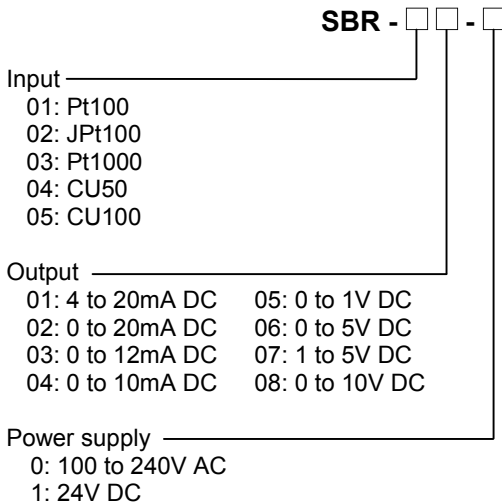 SBR - □ □ - □
Input
01: Pt100
02: JPt100
03: Pt1000
04: CU50
05: CU100
Output
01: 4 to 20mA DC 05: 0 to 1V DC
02: 0 to 20mA DC 06: 0 to 5V DC
03: 0 to 12mA DC 07: 1 to 5V DC
04: 0 to 10mA DC 08: 0 to 10V DC
Power supply
0: 100 to 240V AC
1: 24V DC